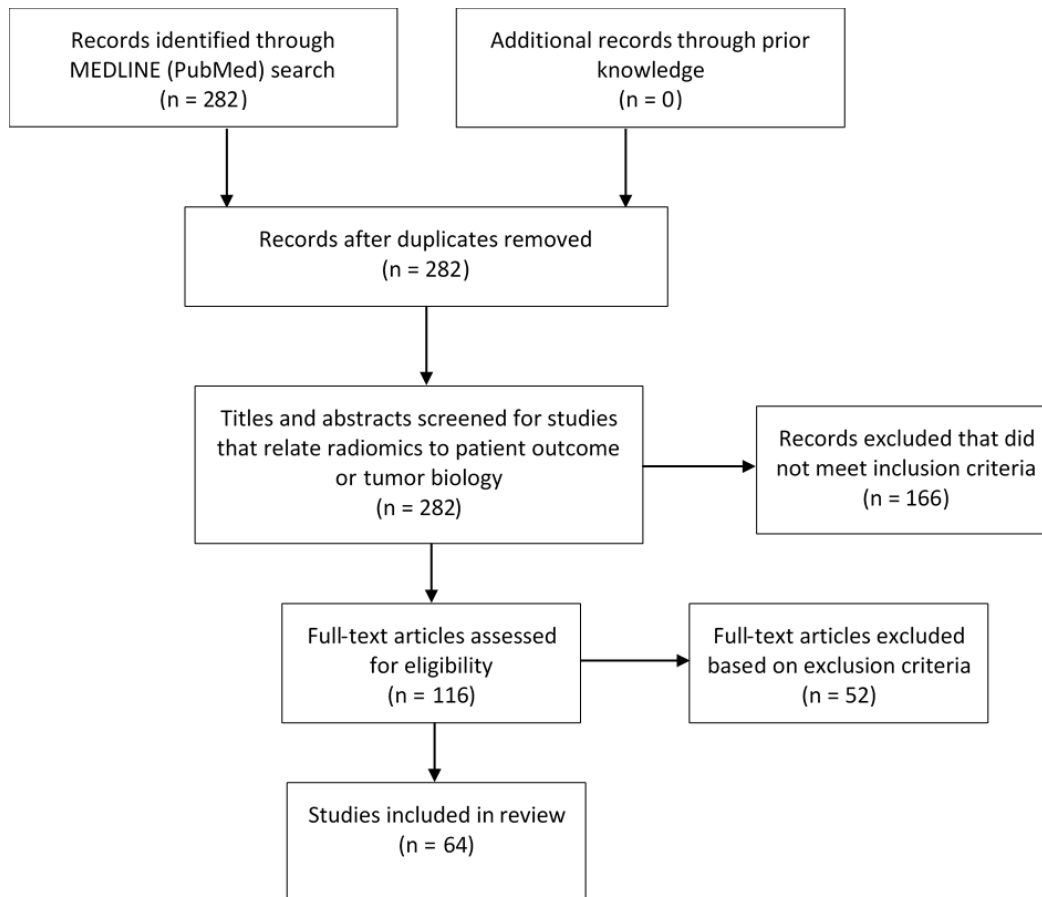 Records identified through
MEDLINE (PubMed) search
(n = 282)
Additional records through prior
knowledge
(n = 0)
Records after duplicates removed
(n = 282)
Titles and abstracts screened for studies
that relate radiomics to patient outcome
or tumor biology
(n = 282)
Records excluded that did
not meet inclusion criteria
(n = 166)
Full-text articles assessed
for eligibility
(n = 116)
Full-text articles excluded
based on exclusion criteria
(n = 52)
Studies included in review
(n = 64)